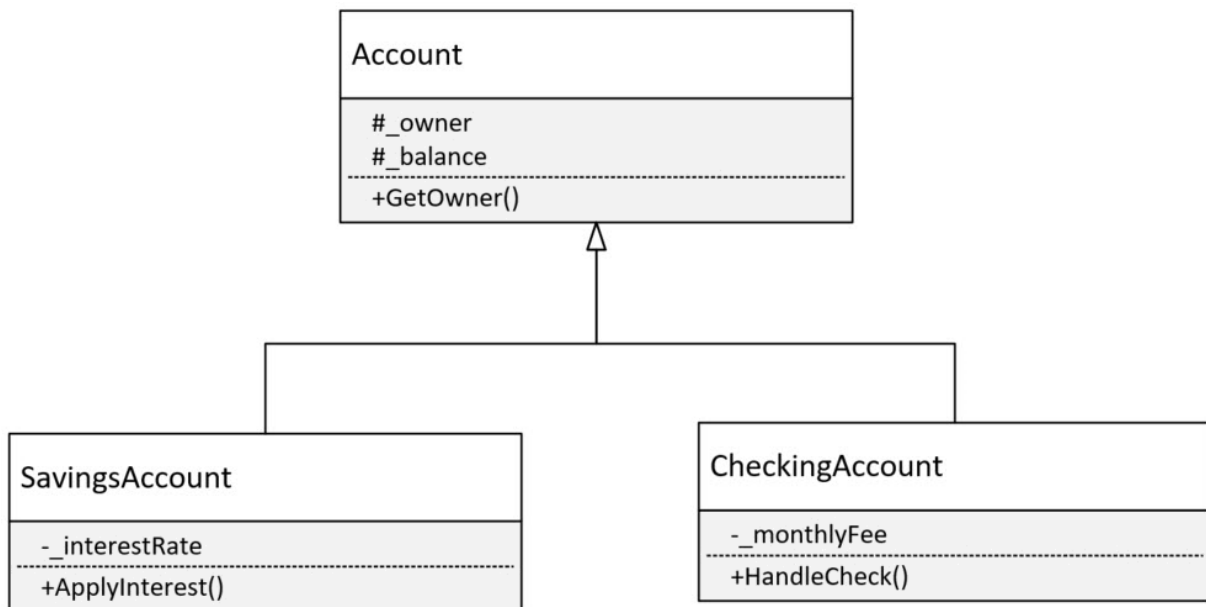 Account
#_owner
#_balance
+GetOwner()
SavingsAccount
-_interestRate
+ApplyInterest()
CheckingAccount
-_monthlyFee
+HandleCheck()